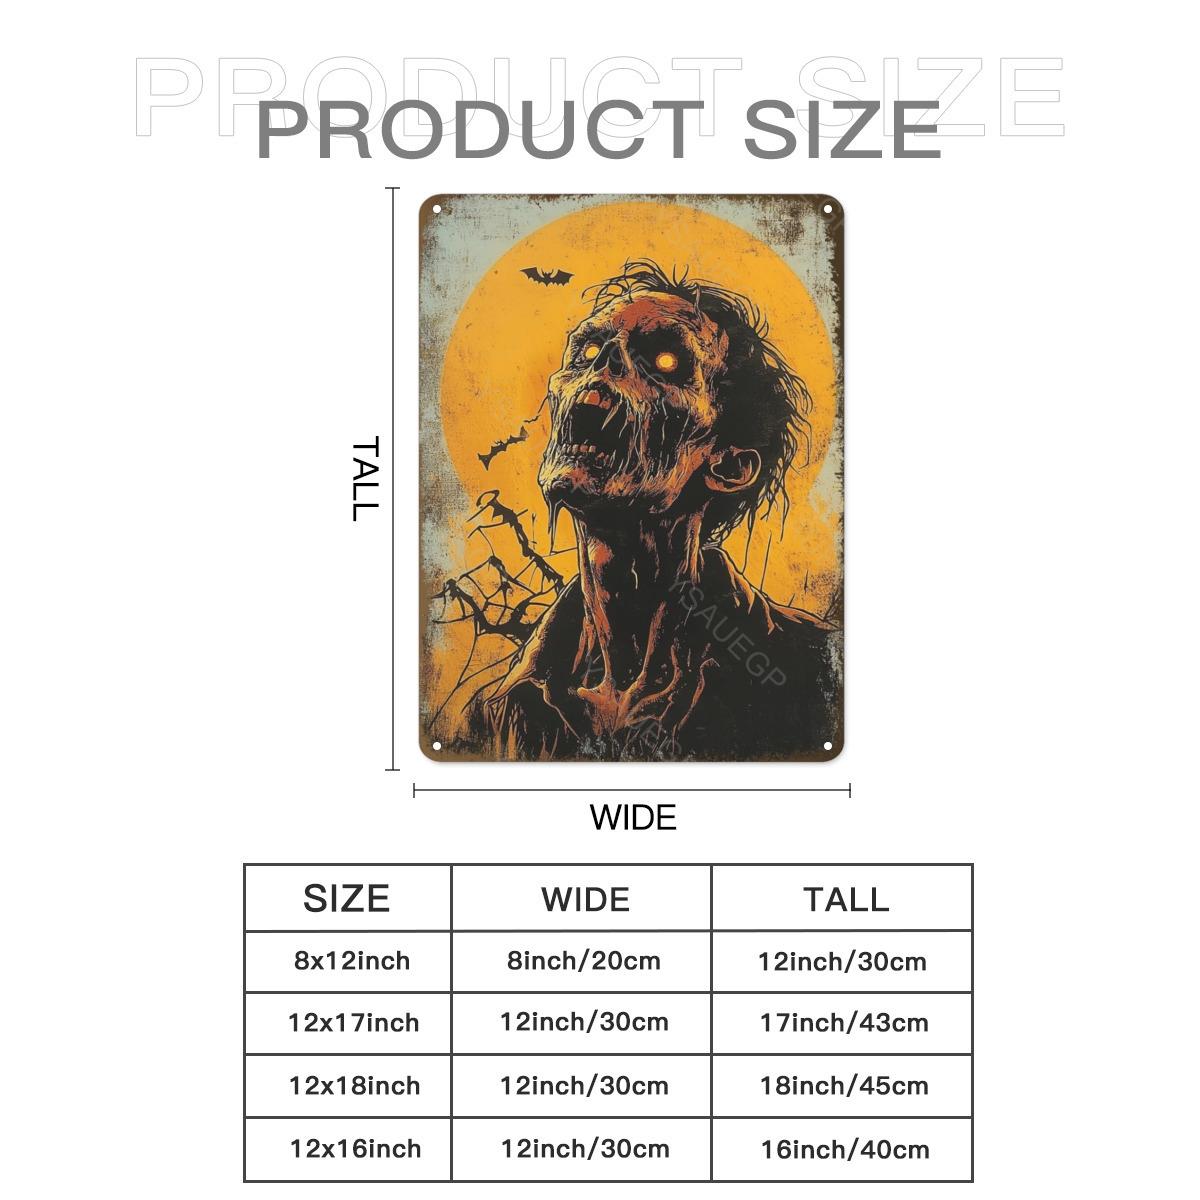 PRODUCT SIZE
PRODUCT SIZE
TALL
YSAUEGP
WIDE
SIZE WIDE TALL
8x12inch 8inch/20cm 12inch/30cm
12x17inch 12inch/30cm 17inch/43cm
12x18inch 12inch/30cm 18inch/45cm
12x16inch 12inch/30cm 16inch/40cm